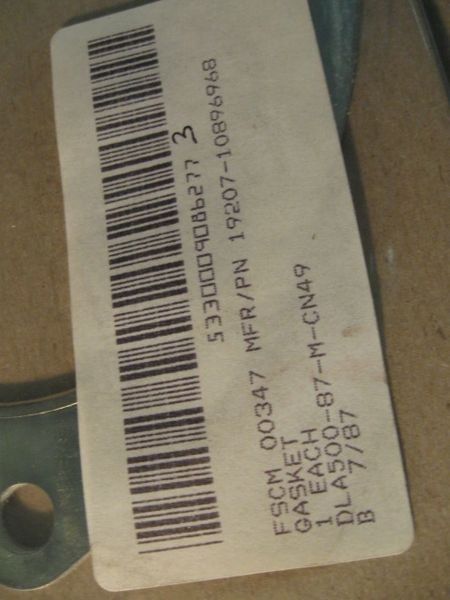 5330009086277 3
FSCM 00347 MFR/PN 19207-10896968
GASKET
1 EACH
DLA500-87-M-CN49
B 7/87